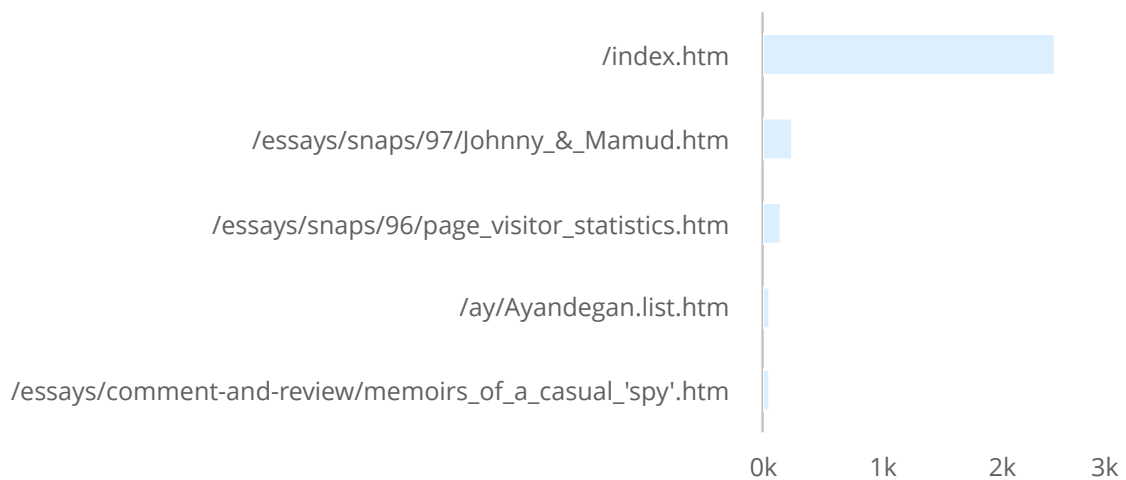 /index.htm
/essays/snaps/97/Johnny_&_Mamud.htm
/essays/snaps/96/page_visitor_statistics.htm
/ay/Ayandegan.list.htm
/essays/comment-and-review/memoirs_of_a_casual_'spy'.htm
0k 1k 2k 3k